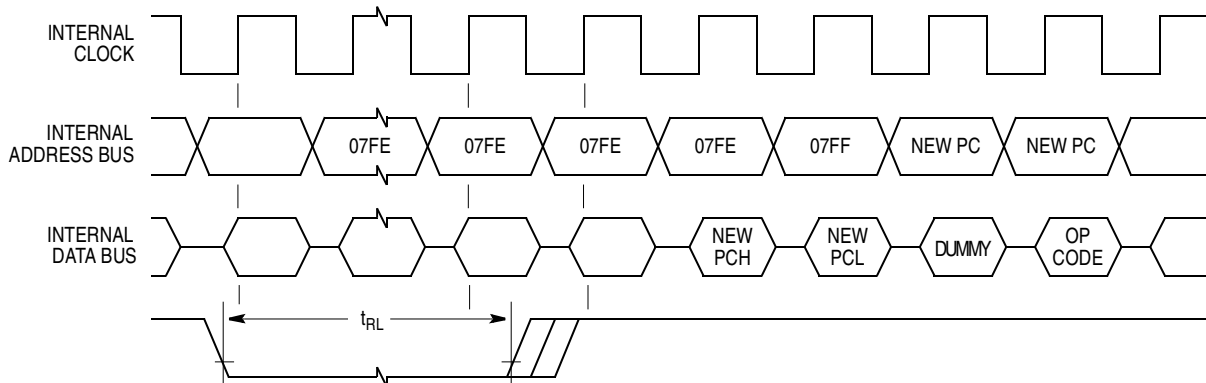 INTERNAL
CLOCK
INTERNAL
ADDRESS BUS
07FE
07FE
07FE
07FE
07FF
NEW PC
NEW PC
INTERNAL
DATA BUS
NEW
PCH
NEW
PCL
DUMMY
OP
CODE
tRL